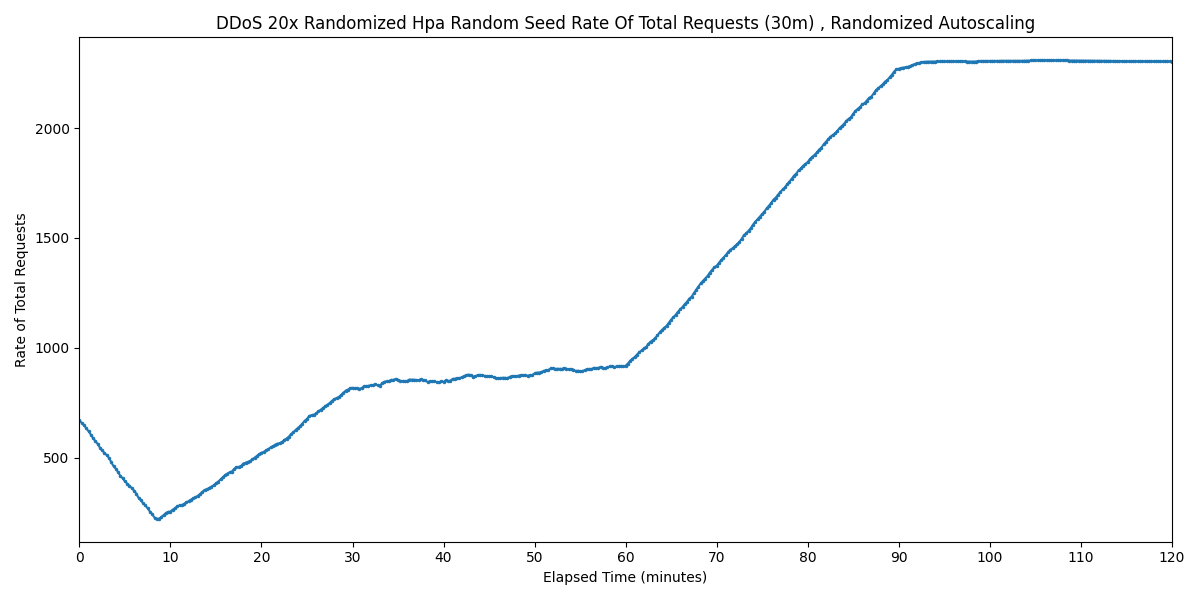 DDoS 20x Randomized Hpa Random Seed Rate Of Total Requests (30m) , Randomized Autoscaling
Rate of Total Requests
2000
1500
1000
500
0 10 20 30 40 50 60 70 80 90 100 110 120
Elapsed Time (minutes)